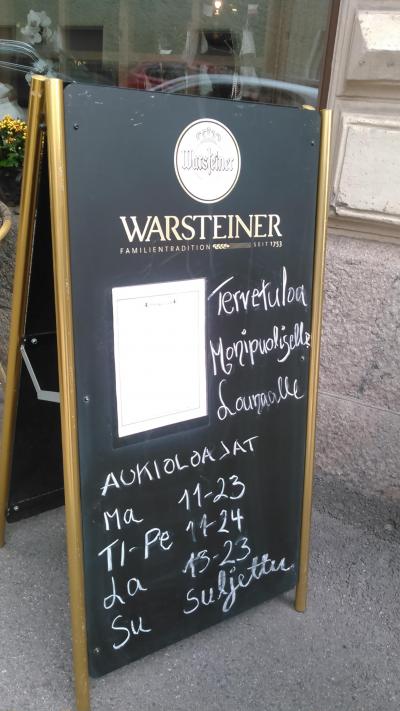 Warsteiner
WARSTEINER
FAMILIENTRADITION SEIT 1753
Tervetuloa
Monipuoliselle
Lounaalle
AUKIOLOAJAT
Ma 11-23
TI-Pe 11-24
La 13-23
Su suljettu